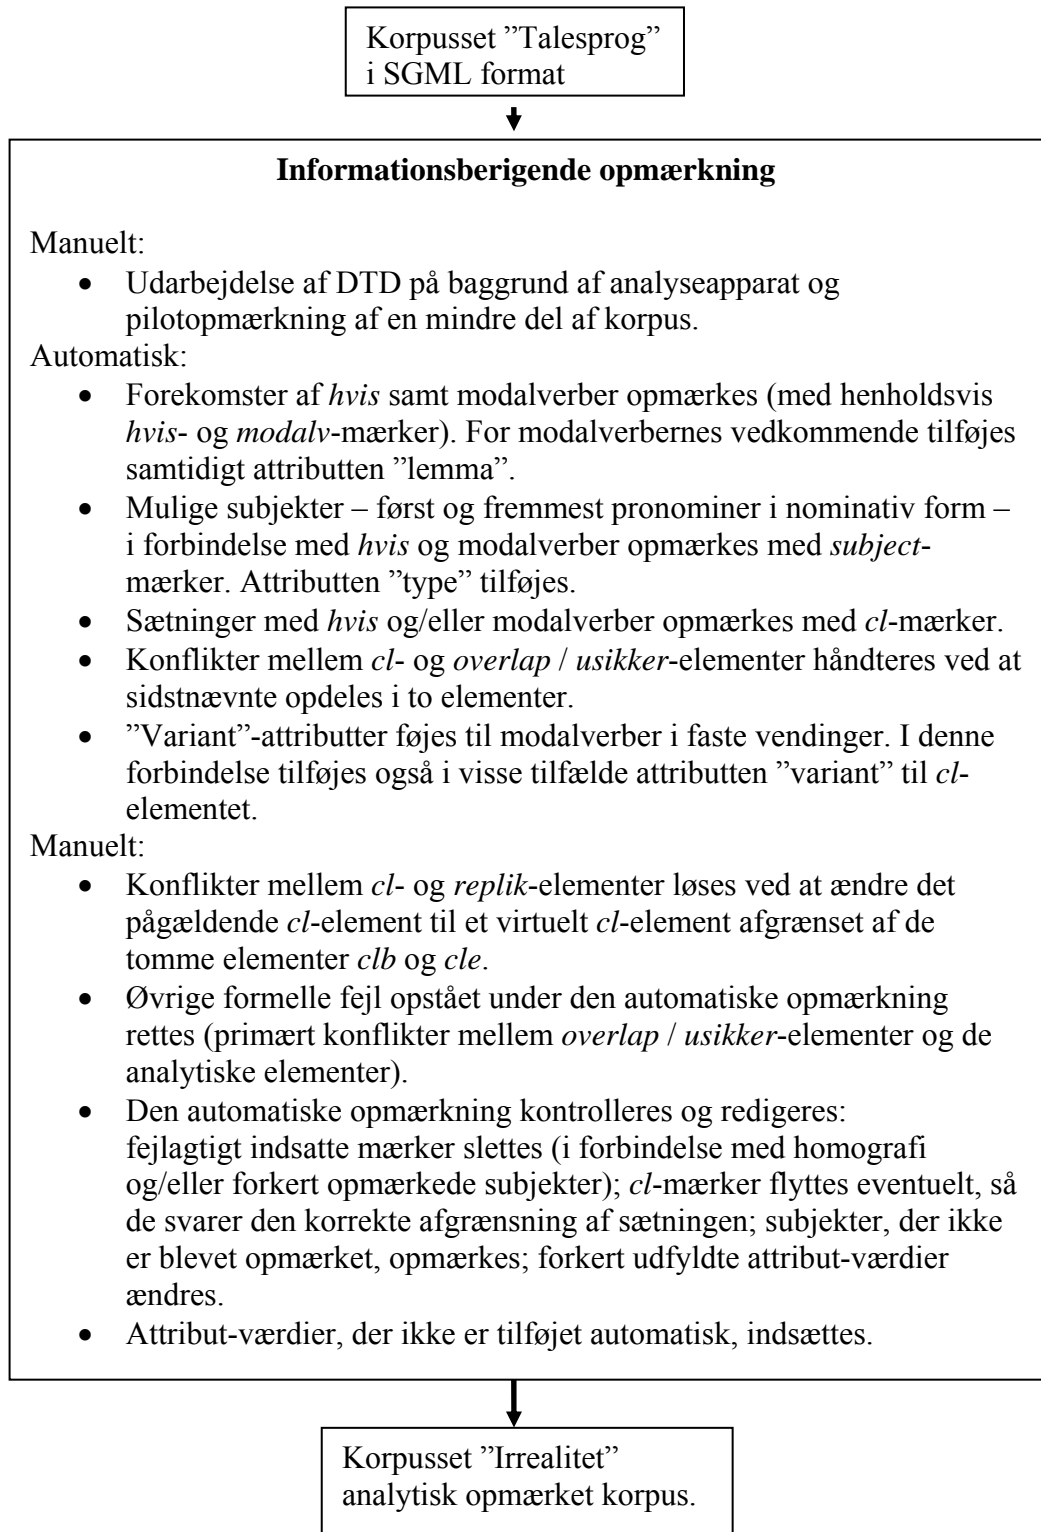 Korpusset ”Talesprog”
i SGML format
Informationsberigende opmærkning
Manuelt:
• Udarbejdelse af DTD på baggrund af analyseapparat og
pilotopmærkning af en mindre del af korpus.
Automatisk:
• Forekomster af hvis samt modalverber opmærkes (med henholdsvis
hvis- og modalv-mærker). For modalverbernes vedkommende tilføjes
samtidigt attributten ”lemma”.
• Mulige subjekter – først og fremmest pronominer i nominativ form –
i forbindelse med hvis og modalverber opmærkes med subject-
mærker. Attributten ”type” tilføjes.
• Sætninger med hvis og/eller modalverber opmærkes med cl-mærker.
• Konflikter mellem cl- og overlap / usikker-elementer håndteres ved at
sidstnævnte opdeles i to elementer.
• ”Variant”-attributter føjes til modalverber i faste vendinger. I denne
forbindelse tilføjes også i visse tilfælde attributten ”variant” til cl-
elementet.
Manuelt:
• Konflikter mellem cl- og replik-elementer løses ved at ændre det
pågældende cl-element til et virtuelt cl-element afgrænset af de
tomme elementer clb og cle.
• Øvrige formelle fejl opstået under den automatiske opmærkning
rettes (primært konflikter mellem overlap / usikker-elementer og de
analytiske elementer).
• Den automatiske opmærkning kontrolleres og redigeres:
fejlagtigt indsatte mærker slettes (i forbindelse med homografi
og/eller forkert opmærkede subjekter); cl-mærker flyttes eventuelt, så
de svarer den korrekte afgrænsning af sætningen; subjekter, der ikke
er blevet opmærket, opmærkes; forkert udfyldte attribut-værdier
ændres.
• Attribut-værdier, der ikke er tilføjet automatisk, indsættes.
Korpusset ”Irrealitet”
analytisk opmærket korpus.